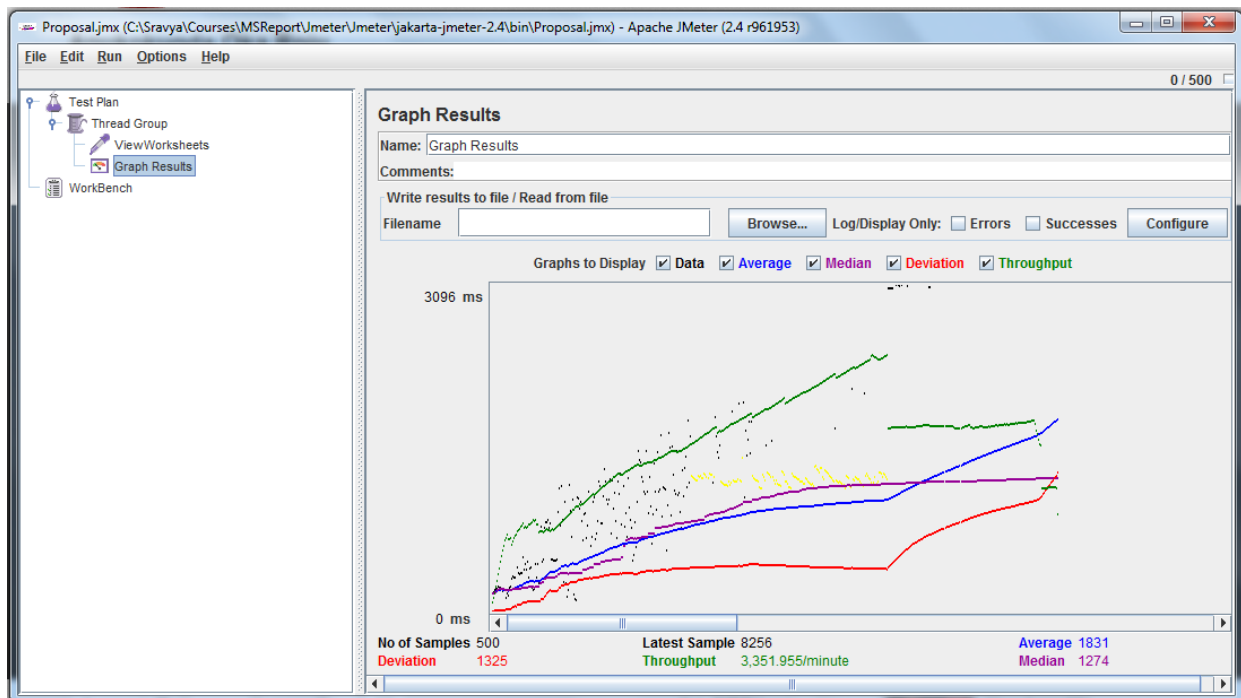 Proposal.jmx (C:\Sravya\Courses\MSReport\Jmeter\Jmeter\jakarta-jmeter-2.4\bin\Proposal.jmx) - Apache JMeter (2.4 r961953)
File Edit Run Options Help
0 / 500
Test Plan
Thread Group
ViewWorksheets
Graph Results
WorkBench
Graph Results
Name: Graph Results
Comments:
Write results to file / Read from file
Filename Browse... Log/Display Only: Errors Successes Configure
Graphs to Display Data Average Median Deviation Throughput
3096 ms
0 ms
No of Samples 500 Latest Sample 8256 Average 1831
Deviation 1325 Throughput 3,351.955/minute Median 1274